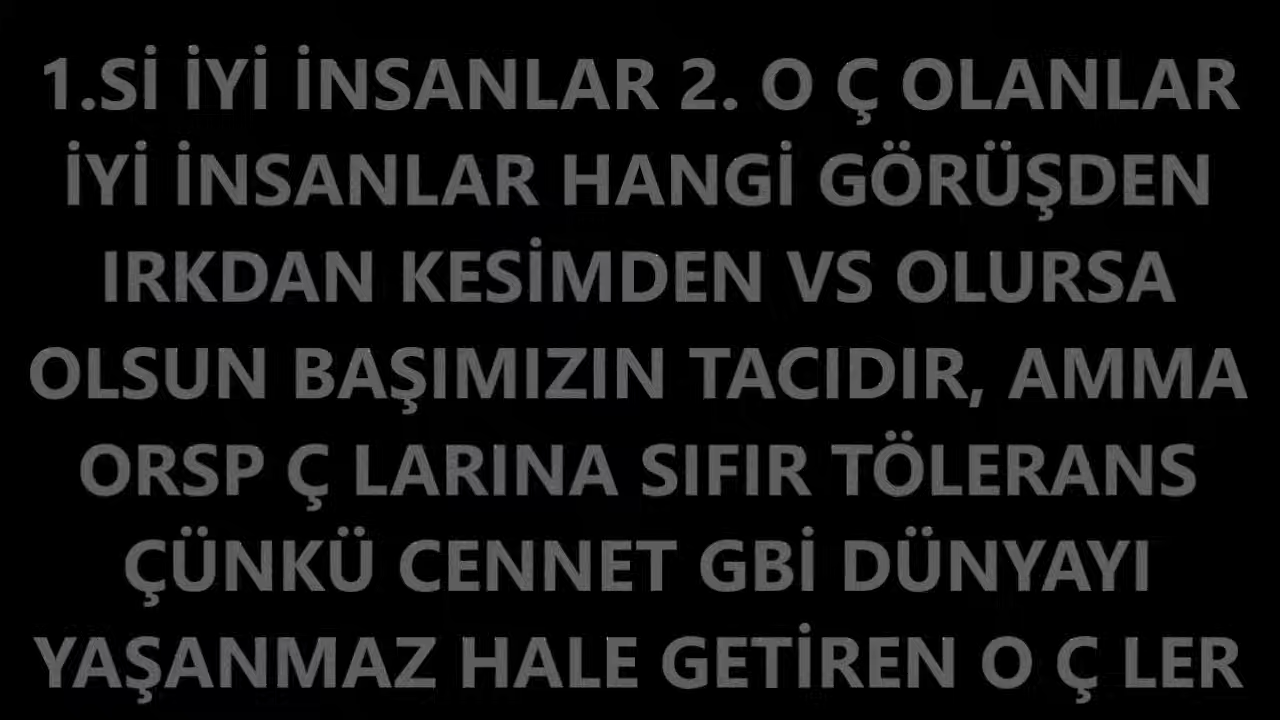 1.Sİ İYİ İNSANLAR 2. O Ç OLANLAR
İYİ İNSANLAR HANGİ GÖRÜŞDEN
IRKDAN KESİMDEN VS OLURSA
OLSUN BAŞIMIZIN TACIDIR, AMMA
ORSP Ç LARINA SIFIR TÖLERANS
ÇÜNKÜ CENNET GBİ DÜNYAYI
YAŞANMAZ HALE GETİREN O Ç LER